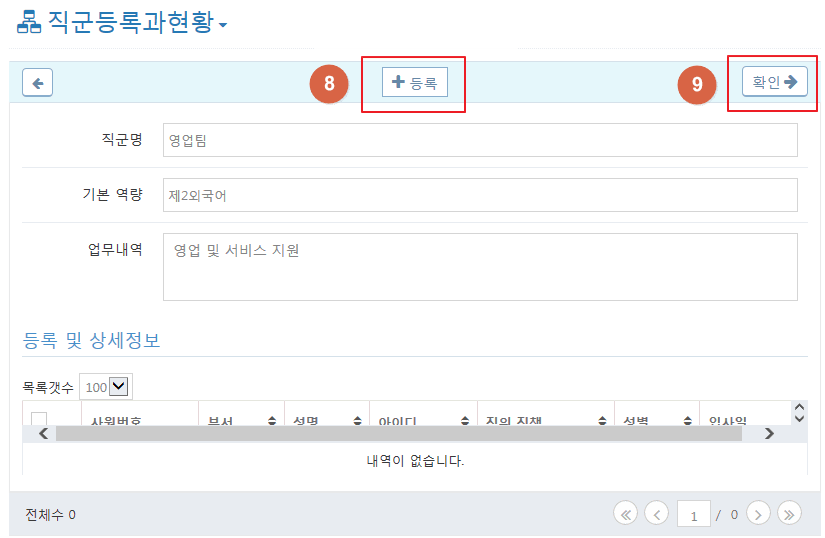 직군등록과현황
8
등록
9
확인
직군명
영업팀
기본 역량
제2외국어
업무내역
영업 및 서비스 지원
등록 및 상세정보
목록갯수 100
사원번호 부서 성명 아이디 직위,직책 성별 입사일
내역이 없습니다.
전체수 0
1 / 0